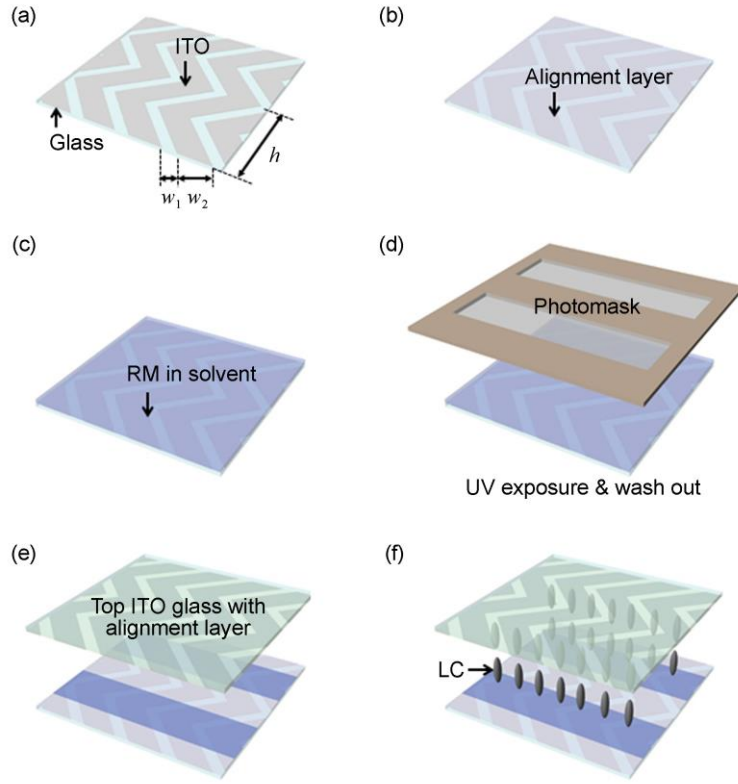 (a)
ITO
Glass
h
w1 w2
(b)
Alignment layer
(c)
RM in solvent
(d)
Photomask
UV exposure & wash out
(e)
Top ITO glass with
alignment layer
(f)
LC